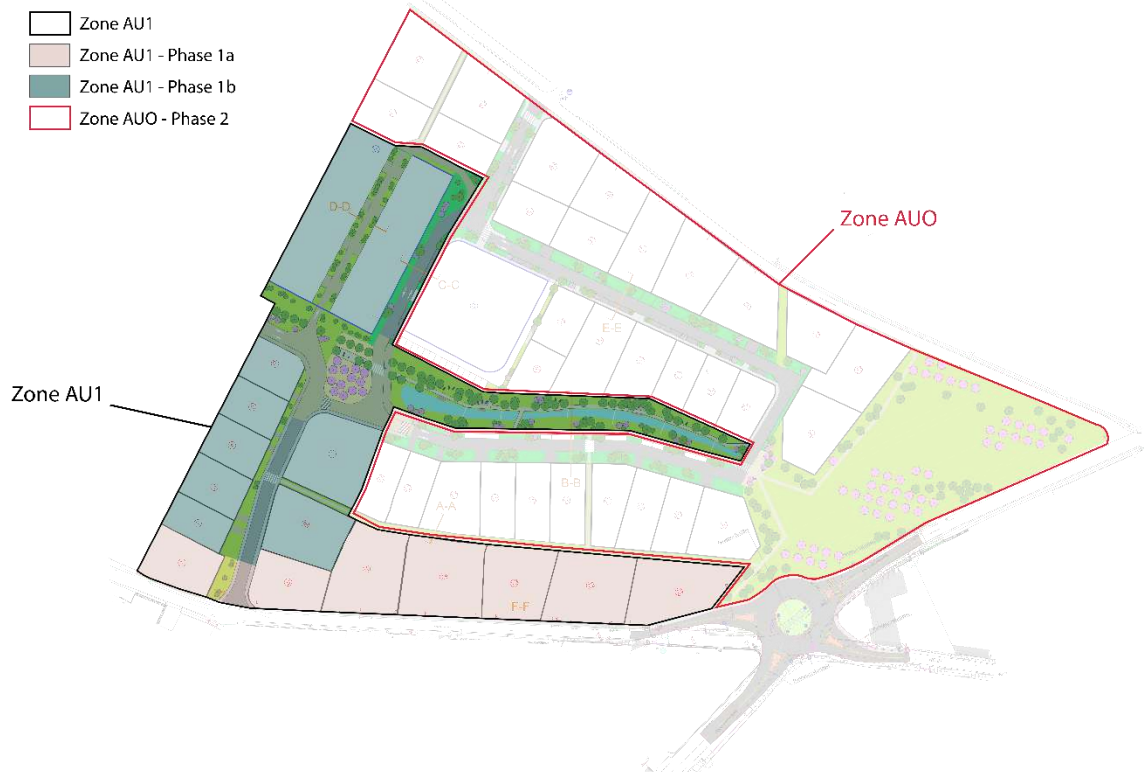 Zone AU1
Zone AU1 - Phase 1a
Zone AU1 - Phase 1b
Zone AUO - Phase 2
D-D
Zone AUO
C-C
E-E
Zone AU1
B-B
A-A
F-F